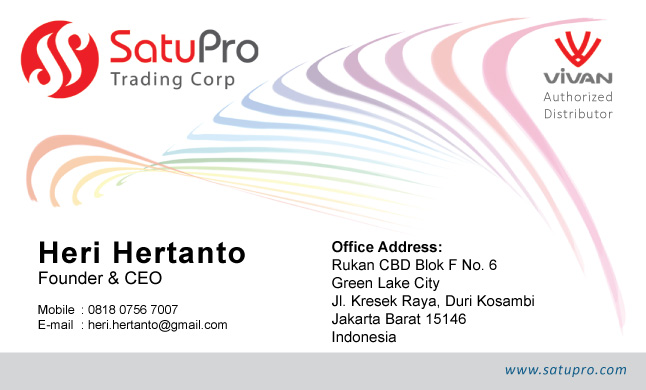 SatuPro
Trading Corp
ViVAN
Authorized
Distributor
Heri Hertanto
Founder & CEO
Mobile : 0818 0756 7007
E-mail : heri.hertanto@gmail.com
Office Address:
Rukan CBD Blok F No. 6
Green Lake City
Jl. Kresek Raya, Duri Kosambi
Jakarta Barat 15146
Indonesia
www.satupro.com